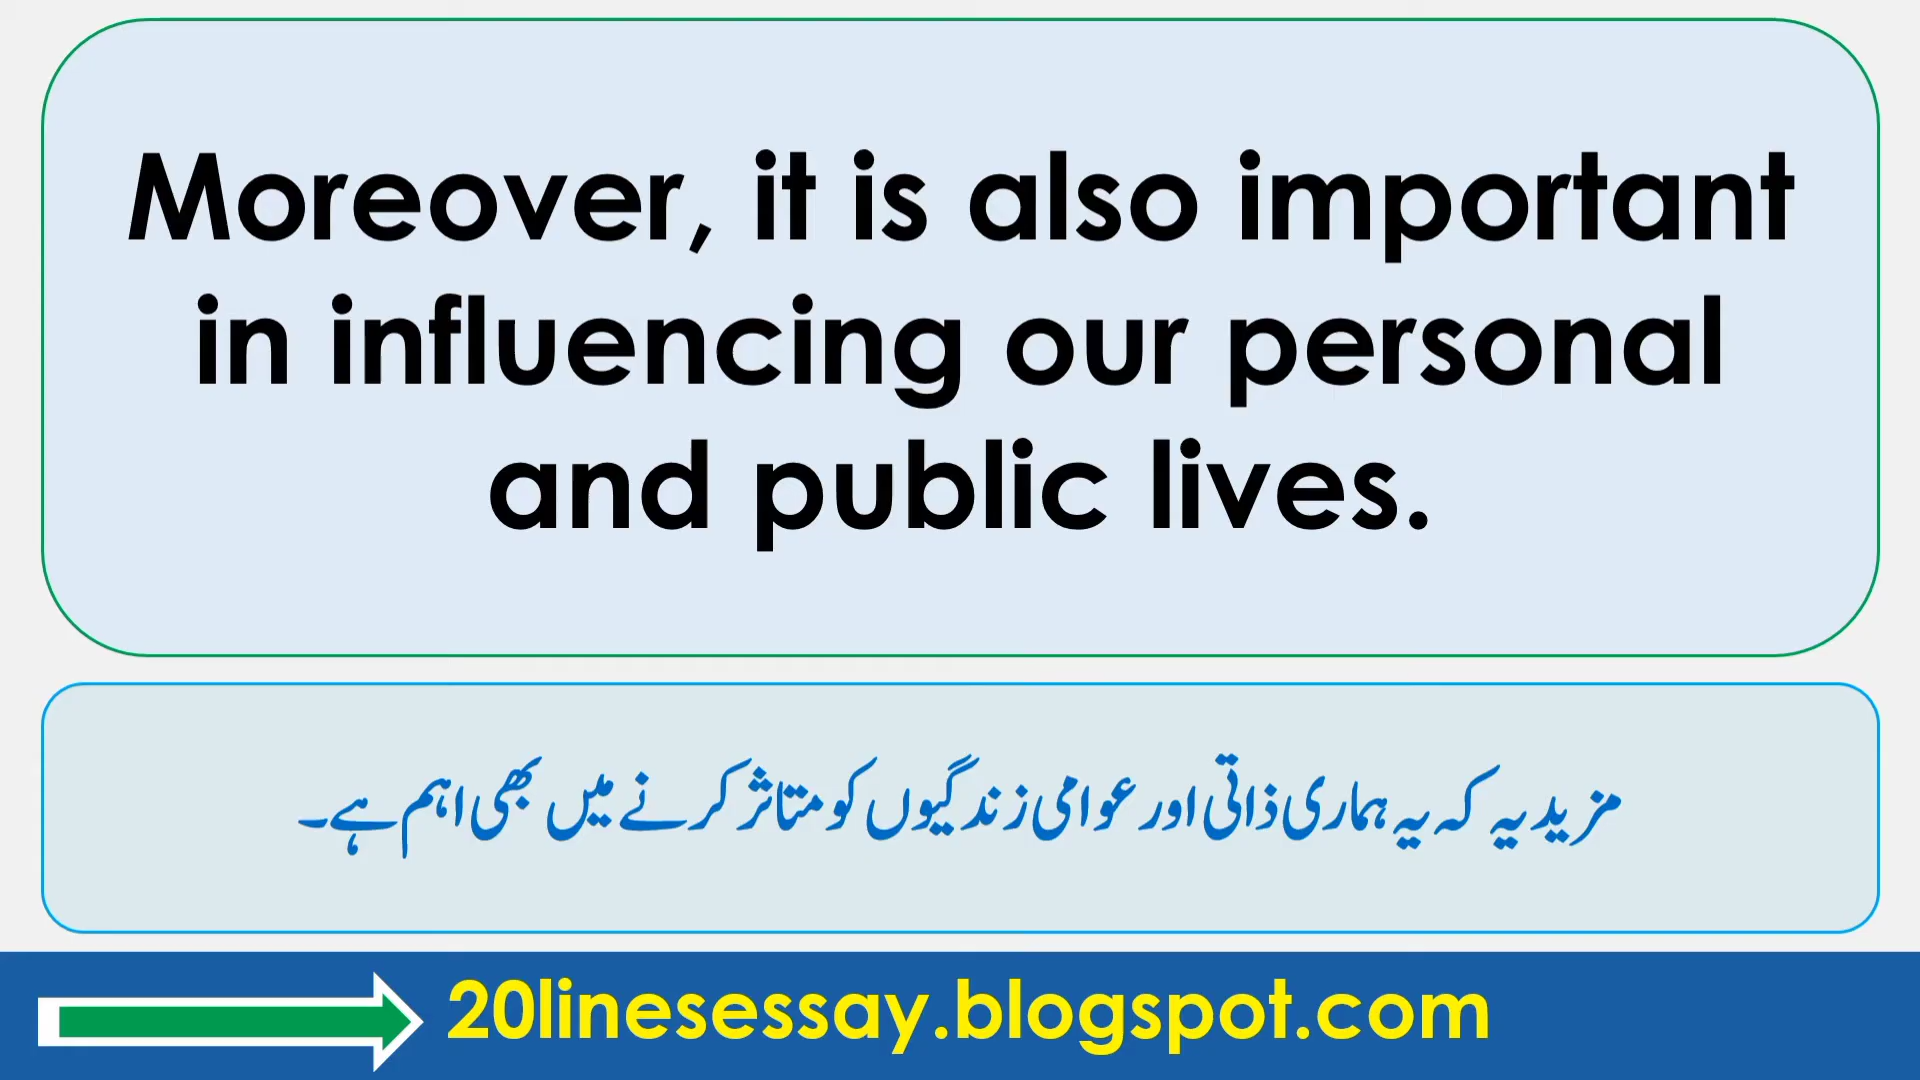 Moreover, it is also important
in influencing our personal
and public lives.
مزید یہ کہ یہ ہماری ذاتی اور عوامی زندگیوں کو متاثر کرنے میں بھی اہم ہے۔
20linesessay.blogspot.com